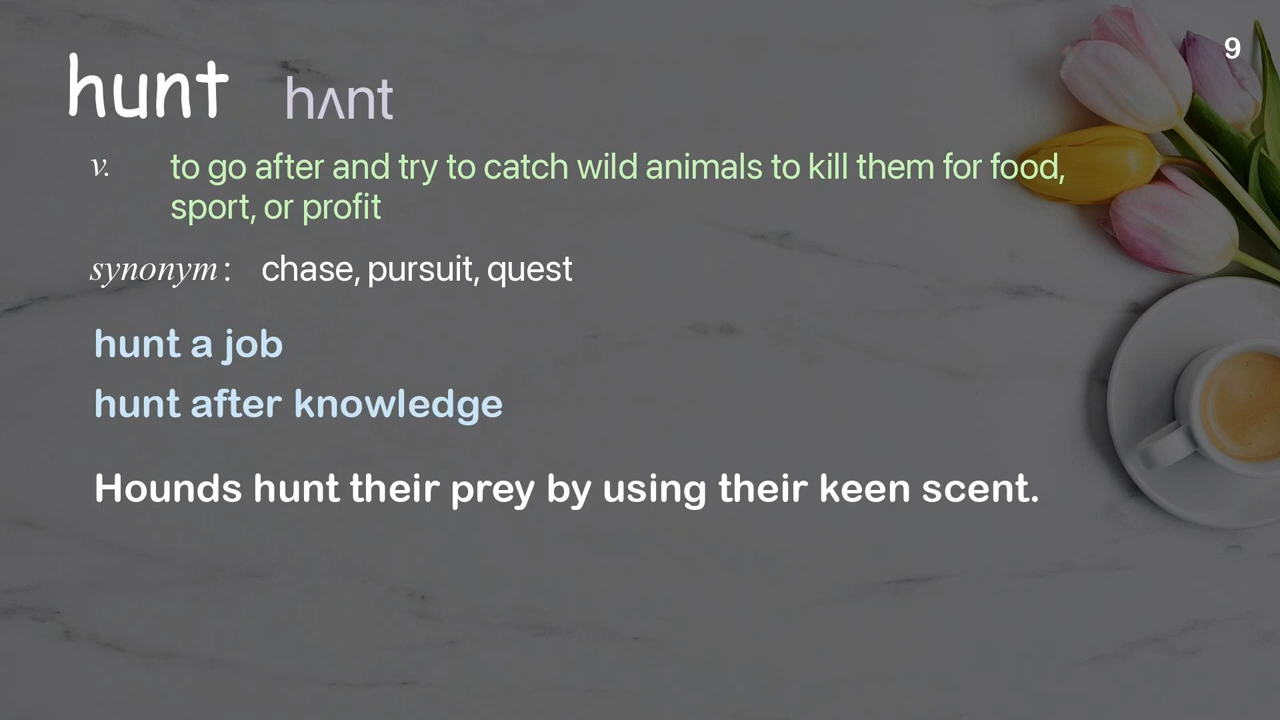 9
hunt hʌnt
v. to go after and try to catch wild animals to kill them for food,
sport, or profit
synonym: chase, pursuit, quest
hunt a job
hunt after knowledge
Hounds hunt their prey by using their keen scent.